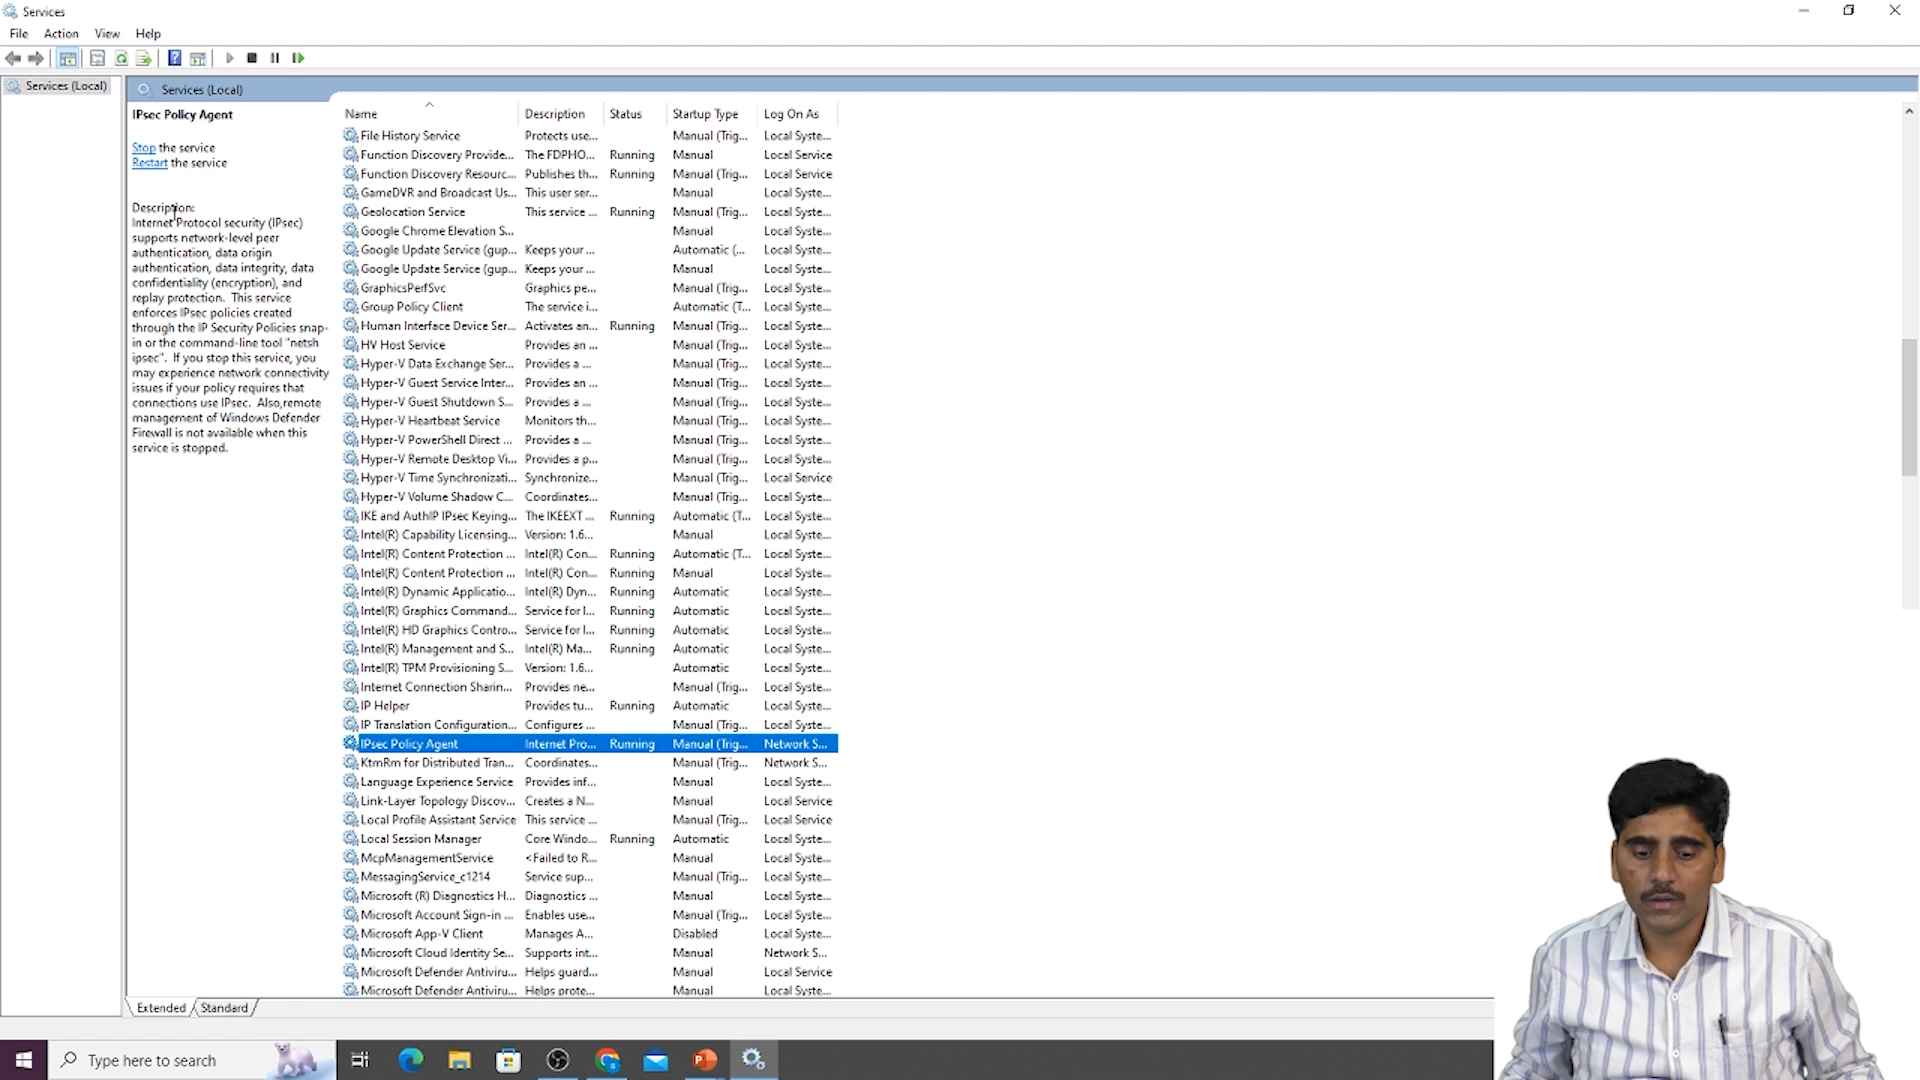 Services
File Action View Help
Services (Local)
Services (Local)
IPsec Policy Agent
Stop the service
Restart the service
Description:
Internet Protocol security (IPsec)
supports network-level peer
authentication, data origin
authentication, data integrity, data
confidentiality (encryption), and
replay protection. This service
enforces IPsec policies created
through the IP Security Policies snap-
in or the command-line tool "netsh
ipsec". If you stop this service, you
may experience network connectivity
issues if your policy requires that
connections use IPsec. Also,remote
management of Windows Defender
Firewall is not available when this
service is stopped.
Name Description Status Startup Type Log On As
File History Service Protects use... Manual (Trig... Local Syste...
Function Discovery Provide... The FDPHO... Running Manual Local Service
Function Discovery Resourc... Publishes th... Running Manual (Trig... Local Service
GameDVR and Broadcast Us... This user ser... Manual Local Syste...
Geolocation Service This service ... Running Manual (Trig... Local Syste...
Google Chrome Elevation S... Manual Local Syste...
Google Update Service (gup... Keeps your ... Automatic (... Local Syste...
Google Update Service (gup... Keeps your ... Manual Local Syste...
GraphicsPerfSvc Graphics pe... Manual (Trig... Local Syste...
Group Policy Client The service i... Automatic (T... Local Syste...
Human Interface Device Ser... Activates an... Running Manual (Trig... Local Syste...
HV Host Service Provides an ... Manual (Trig... Local Syste...
Hyper-V Data Exchange Ser... Provides a ... Manual (Trig... Local Syste...
Hyper-V Guest Service Inter... Provides an ... Manual (Trig... Local Syste...
Hyper-V Guest Shutdown S... Provides a ... Manual (Trig... Local Syste...
Hyper-V Heartbeat Service Monitors th... Manual (Trig... Local Syste...
Hyper-V PowerShell Direct ... Provides a ... Manual (Trig... Local Syste...
Hyper-V Remote Desktop Vi... Provides a p... Manual (Trig... Local Syste...
Hyper-V Time Synchronizati... Synchronize... Manual (Trig... Local Service
Hyper-V Volume Shadow C... Coordinates... Manual (Trig... Local Syste...
IKE and AuthIP IPsec Keying... The IKEEXT ... Running Automatic (T... Local Syste...
Intel(R) Capability Licensing... Version: 1.6... Manual Local Syste...
Intel(R) Content Protection ... Intel(R) Con... Running Automatic (T... Local Syste...
Intel(R) Content Protection ... Intel(R) Con... Running Manual Local Syste...
Intel(R) Dynamic Applicatio... Intel(R) Dyn... Running Automatic Local Syste...
Intel(R) Graphics Command... Service for I... Running Automatic Local Syste...
Intel(R) HD Graphics Contro... Service for I... Running Automatic Local Syste...
Intel(R) Management and S... Intel(R) Ma... Running Automatic Local Syste...
Intel(R) TPM Provisioning S... Version: 1.6... Automatic Local Syste...
Internet Connection Sharin... Provides ne... Manual (Trig... Local Syste...
IP Helper Provides tu... Running Automatic Local Syste...
IP Translation Configuration... Configures ... Manual (Trig... Local Syste...
IPsec Policy Agent Internet Pro... Running Manual (Trig... Network S...
KtmRm for Distributed Tran... Coordinates... Manual (Trig... Network S...
Language Experience Service Provides inf... Manual Local Syste...
Link-Layer Topology Discov... Creates a N... Manual Local Service
Local Profile Assistant Service This service ... Manual (Trig... Local Service
Local Session Manager Core Windo... Running Automatic Local Syste...
McpManagementService <Failed to R... Manual Local Syste...
MessagingService_c1214 Service sup... Manual (Trig... Local Syste...
Microsoft (R) Diagnostics H... Diagnostics ... Manual Local Syste...
Microsoft Account Sign-in ... Enables use... Manual (Trig... Local Syste...
Microsoft App-V Client Manages A... Disabled Local Syste...
Microsoft Cloud Identity Se... Supports int... Manual Network S...
Microsoft Defender Antiviru... Helps guard... Manual Local Service
Microsoft Defender Antiviru... Helps prote... Manual Local Syste...
Extended Standard
Type here to search